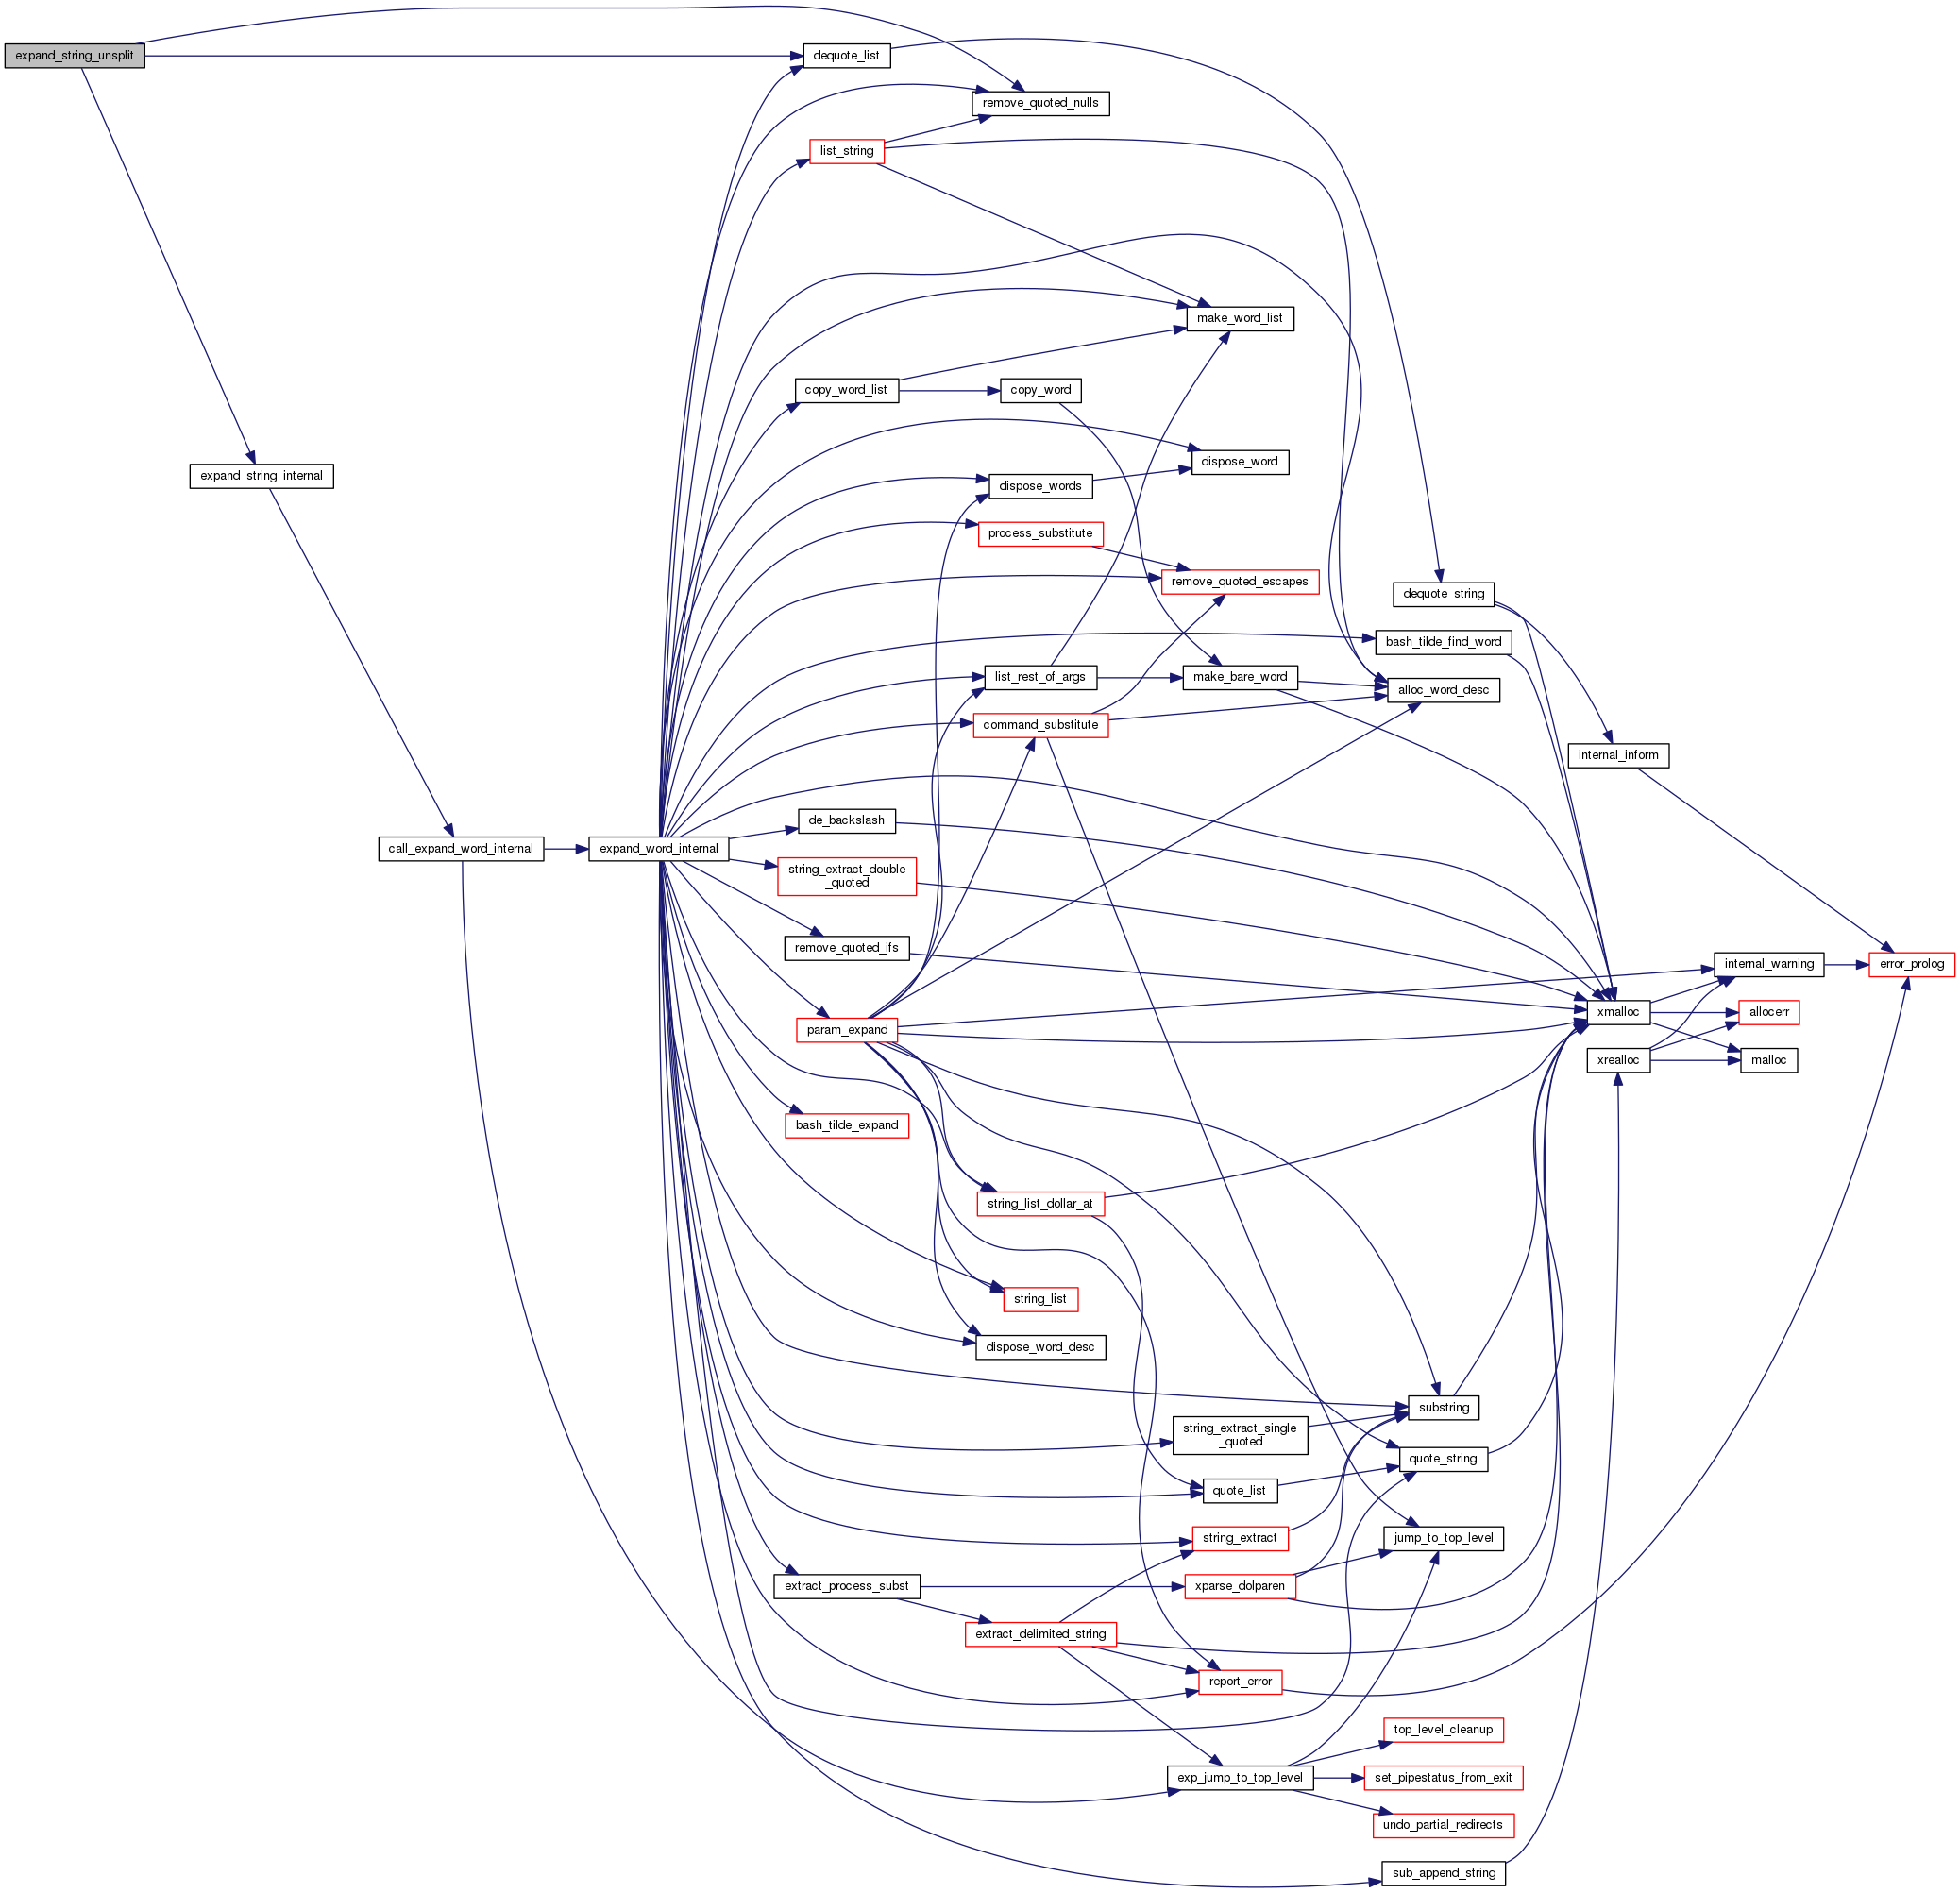 expand_string_unsplit
dequote_list
remove_quoted_nulls
list_string
make_word_list
copy_word_list
copy_word
dispose_word
expand_string_internal
dispose_words
process_substitute
remove_quoted_escapes
dequote_string
bash_tilde_find_word
list_rest_of_args
make_bare_word
alloc_word_desc
command_substitute
internal_inform
de_backslash
call_expand_word_internal
expand_word_internal
string_extract_double
_quoted
remove_quoted_ifs
internal_warning
error_prolog
xmalloc
allocerr
param_expand
xrealloc
malloc
bash_tilde_expand
string_list_dollar_at
string_list
dispose_word_desc
substring
string_extract_single
_quoted
quote_string
quote_list
string_extract
jump_to_top_level
extract_process_subst
xparse_dolparen
extract_delimited_string
report_error
top_level_cleanup
exp_jump_to_top_level
set_pipestatus_from_exit
undo_partial_redirects
sub_append_string